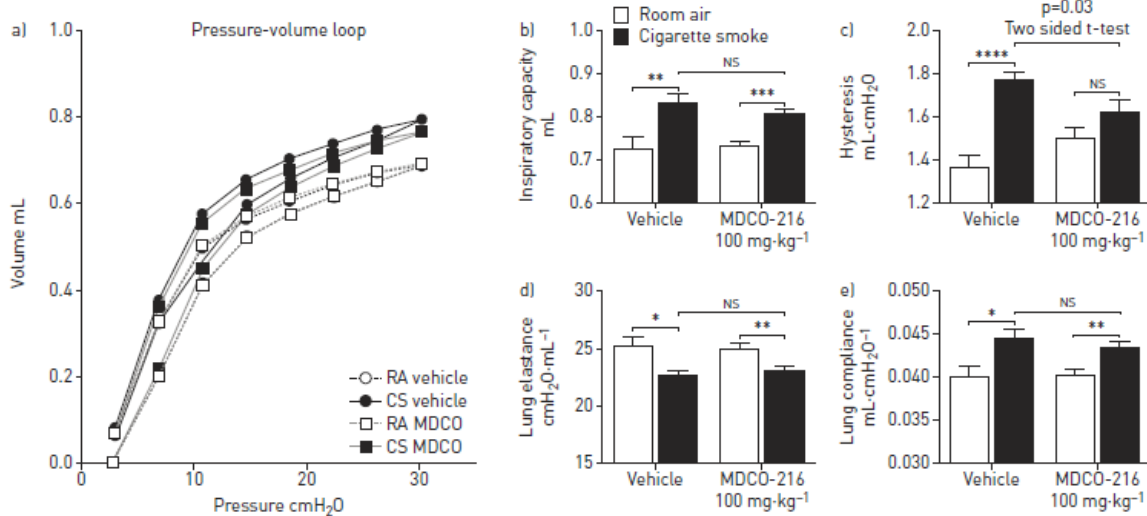 a)
Pressure-volume loop
1.0
0.8
0.6
0.4
0.2
0.0
Volume mL
0
10
20
30
Pressure cmH₂O
RA vehicle
CS vehicle
RA MDCO
CS MDCO
Room air
Cigarette smoke
b)
1.0
0.9
0.8
0.7
0.6
Inspiratory capacity
mL
**
***
NS
Vehicle
MDCO-216
100 mg·kg⁻¹
c)
p=0.03
Two sided t-test
2.0
1.8
1.6
1.4
1.2
Hysteresis
mL·cmH₂O
****
NS
Vehicle
MDCO-216
100 mg·kg⁻¹
d)
30
25
20
15
Lung elastance
cmH₂O·mL⁻¹
*
**
NS
Vehicle
MDCO-216
100 mg·kg⁻¹
e)
0.050
0.045
0.040
0.035
0.030
Lung compliance
mL·cmH₂O⁻¹
*
**
NS
Vehicle
MDCO-216
100 mg·kg⁻¹